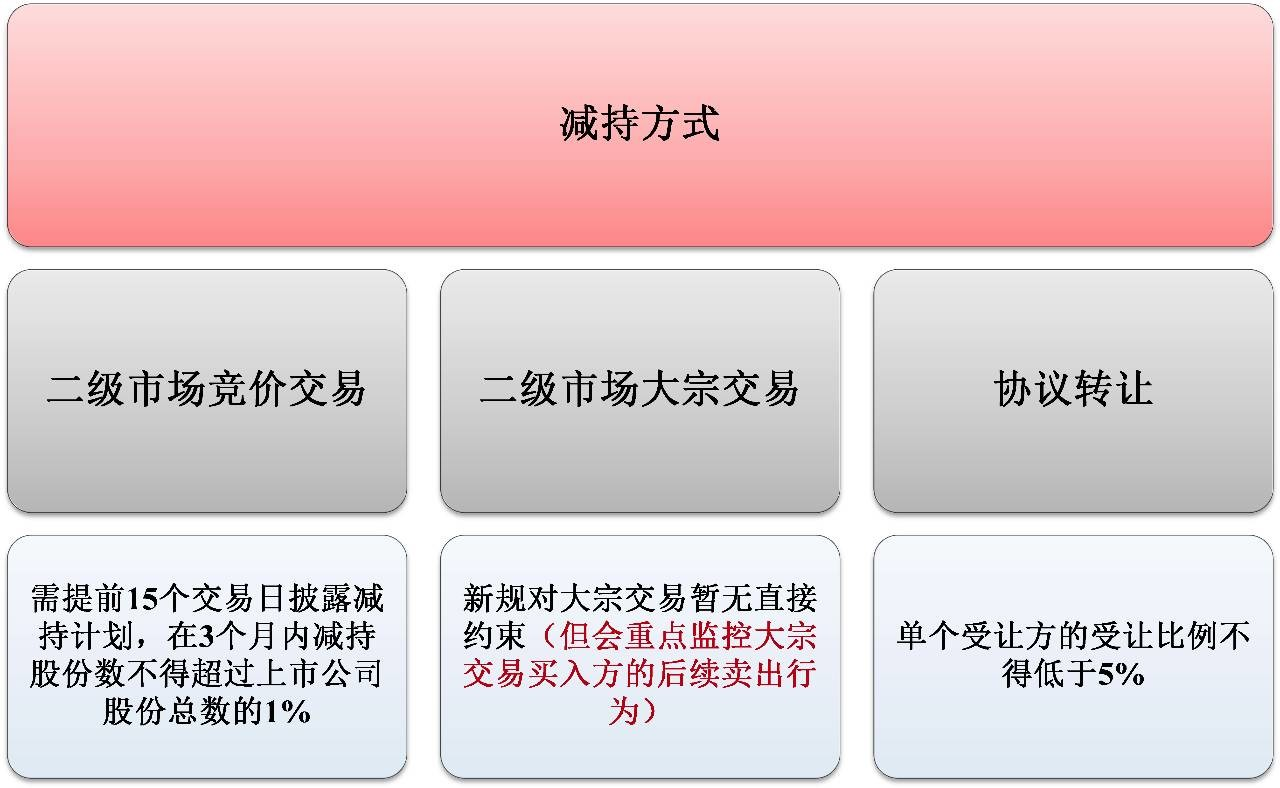 减持方式
二级市场竞价交易
二级市场大宗交易
协议转让
需提前15个交易日披露减
持计划，在3个月内减持
股份数不得超过上市公司
股份总数的1%
新规对大宗交易暂无直接
约束（但会重点监控大宗
交易买入方的后续卖出行
为）
单个受让方的受让比例不
得低于5%